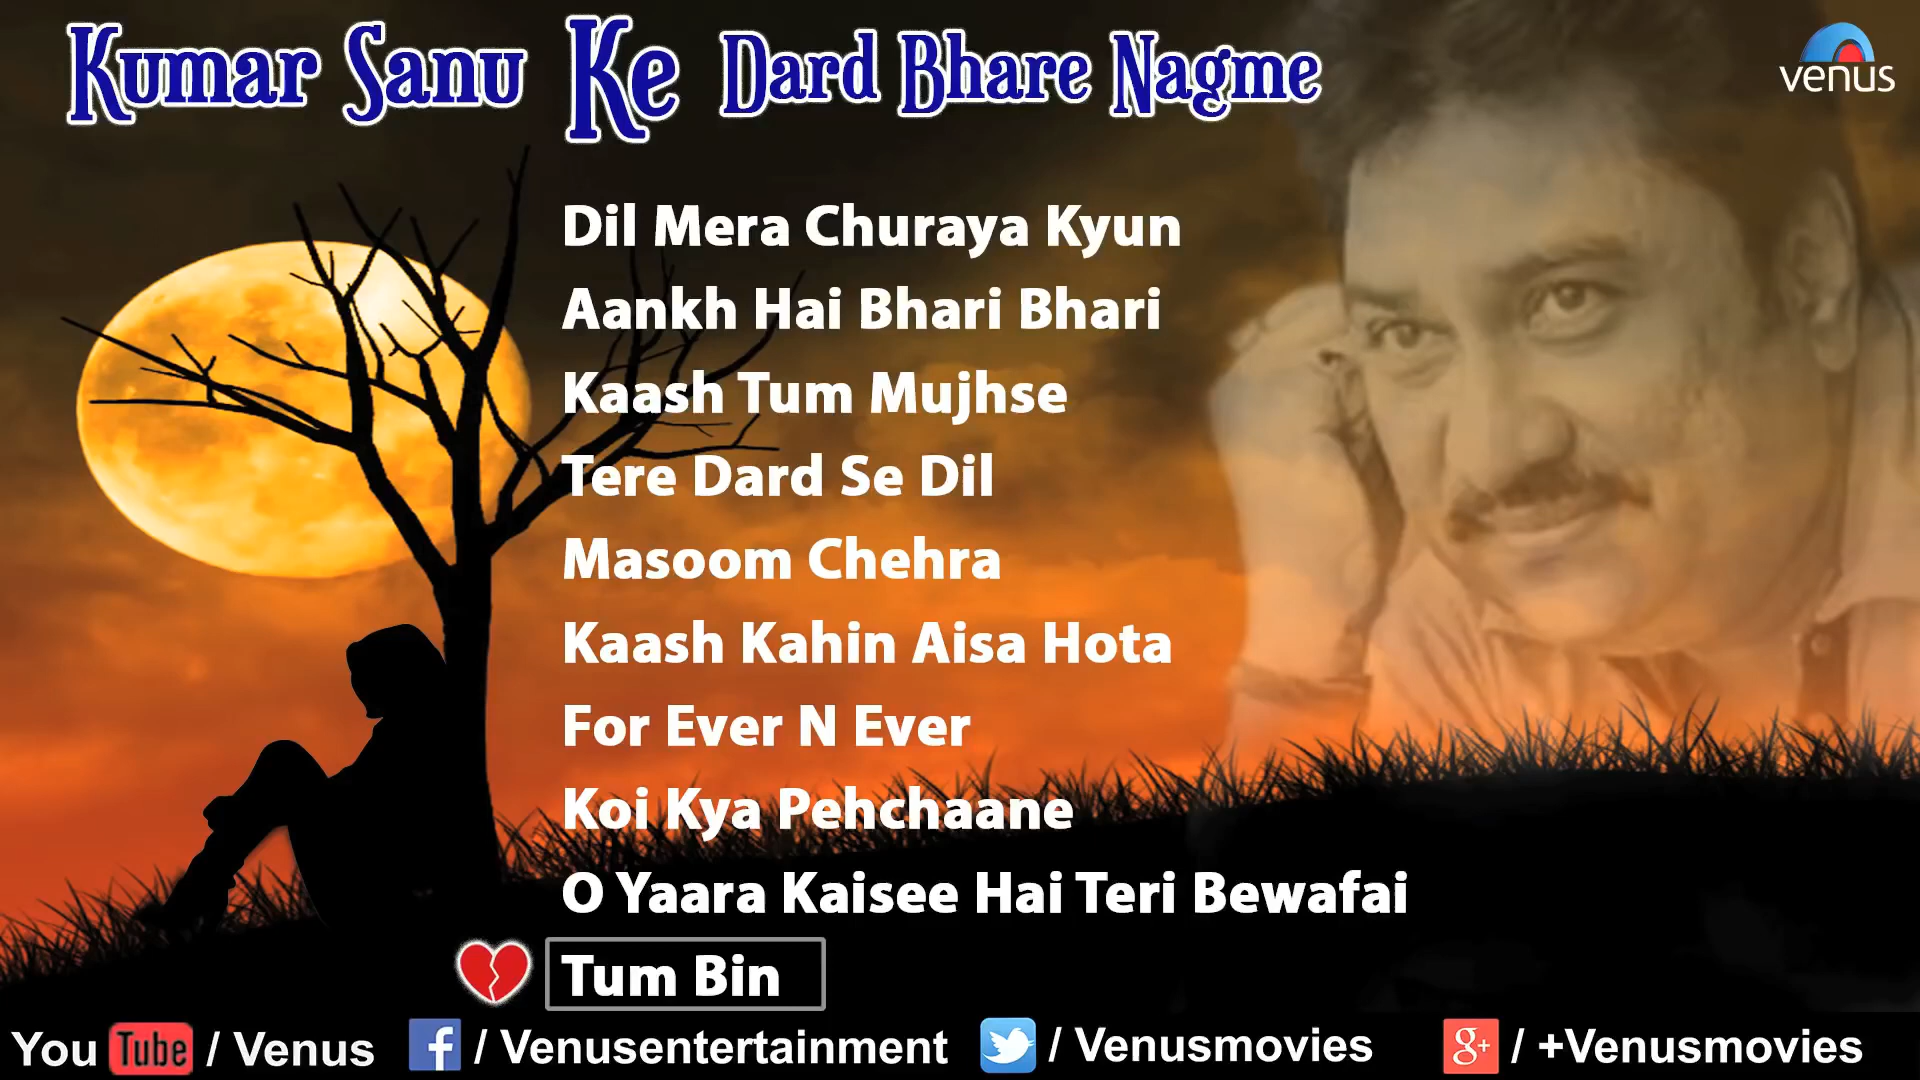 Kumar Sanu Ke Dard Bhare Nagme
venus
Dil Mera Churaya Kyun
Aankh Hai Bhari Bhari
Kaash Tum Mujhse
Tere Dard Se Dil
Masoom Chehra
Kaash Kahin Aisa Hota
For Ever N Ever
Koi Kya Pehchaane
O Yaara Kaisee Hai Teri Bewafai
Tum Bin
You Tube / Venus f / Venusentertainment / Venusmovies g+ / +Venusmovies